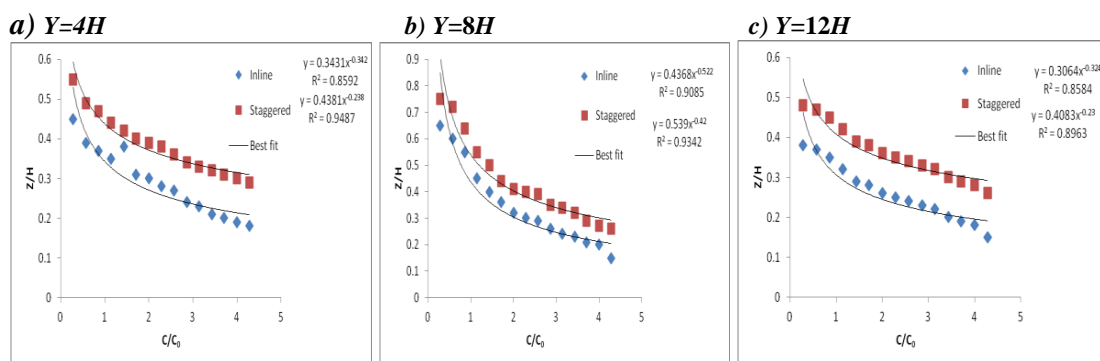 a) Y=4H
b) Y=8H
c) Y=12H
0.6
0.5
0.4
0.3
0.2
0.1
0
z/H
0
1
2
3
4
5
C/C0
Inline
y = 0.3431x^-0.342
R² = 0.8592
Staggered
y = 0.4381x^-0.238
R² = 0.9487
Best fit
0.9
0.8
0.7
0.6
0.5
0.4
0.3
0.2
0.1
0
z/H
0
1
2
3
4
5
C/C0
Inline
y = 0.4368x^-0.522
R² = 0.9085
Staggered
y = 0.539x^-0.42
R² = 0.9342
Best fit
0.6
0.5
0.4
0.3
0.2
0.1
0
z/H
0
1
2
3
4
5
C/C0
Inline
y = 0.3064x^-0.324
R² = 0.8584
Staggered
y = 0.4083x^-0.23
R² = 0.8963
Best fit